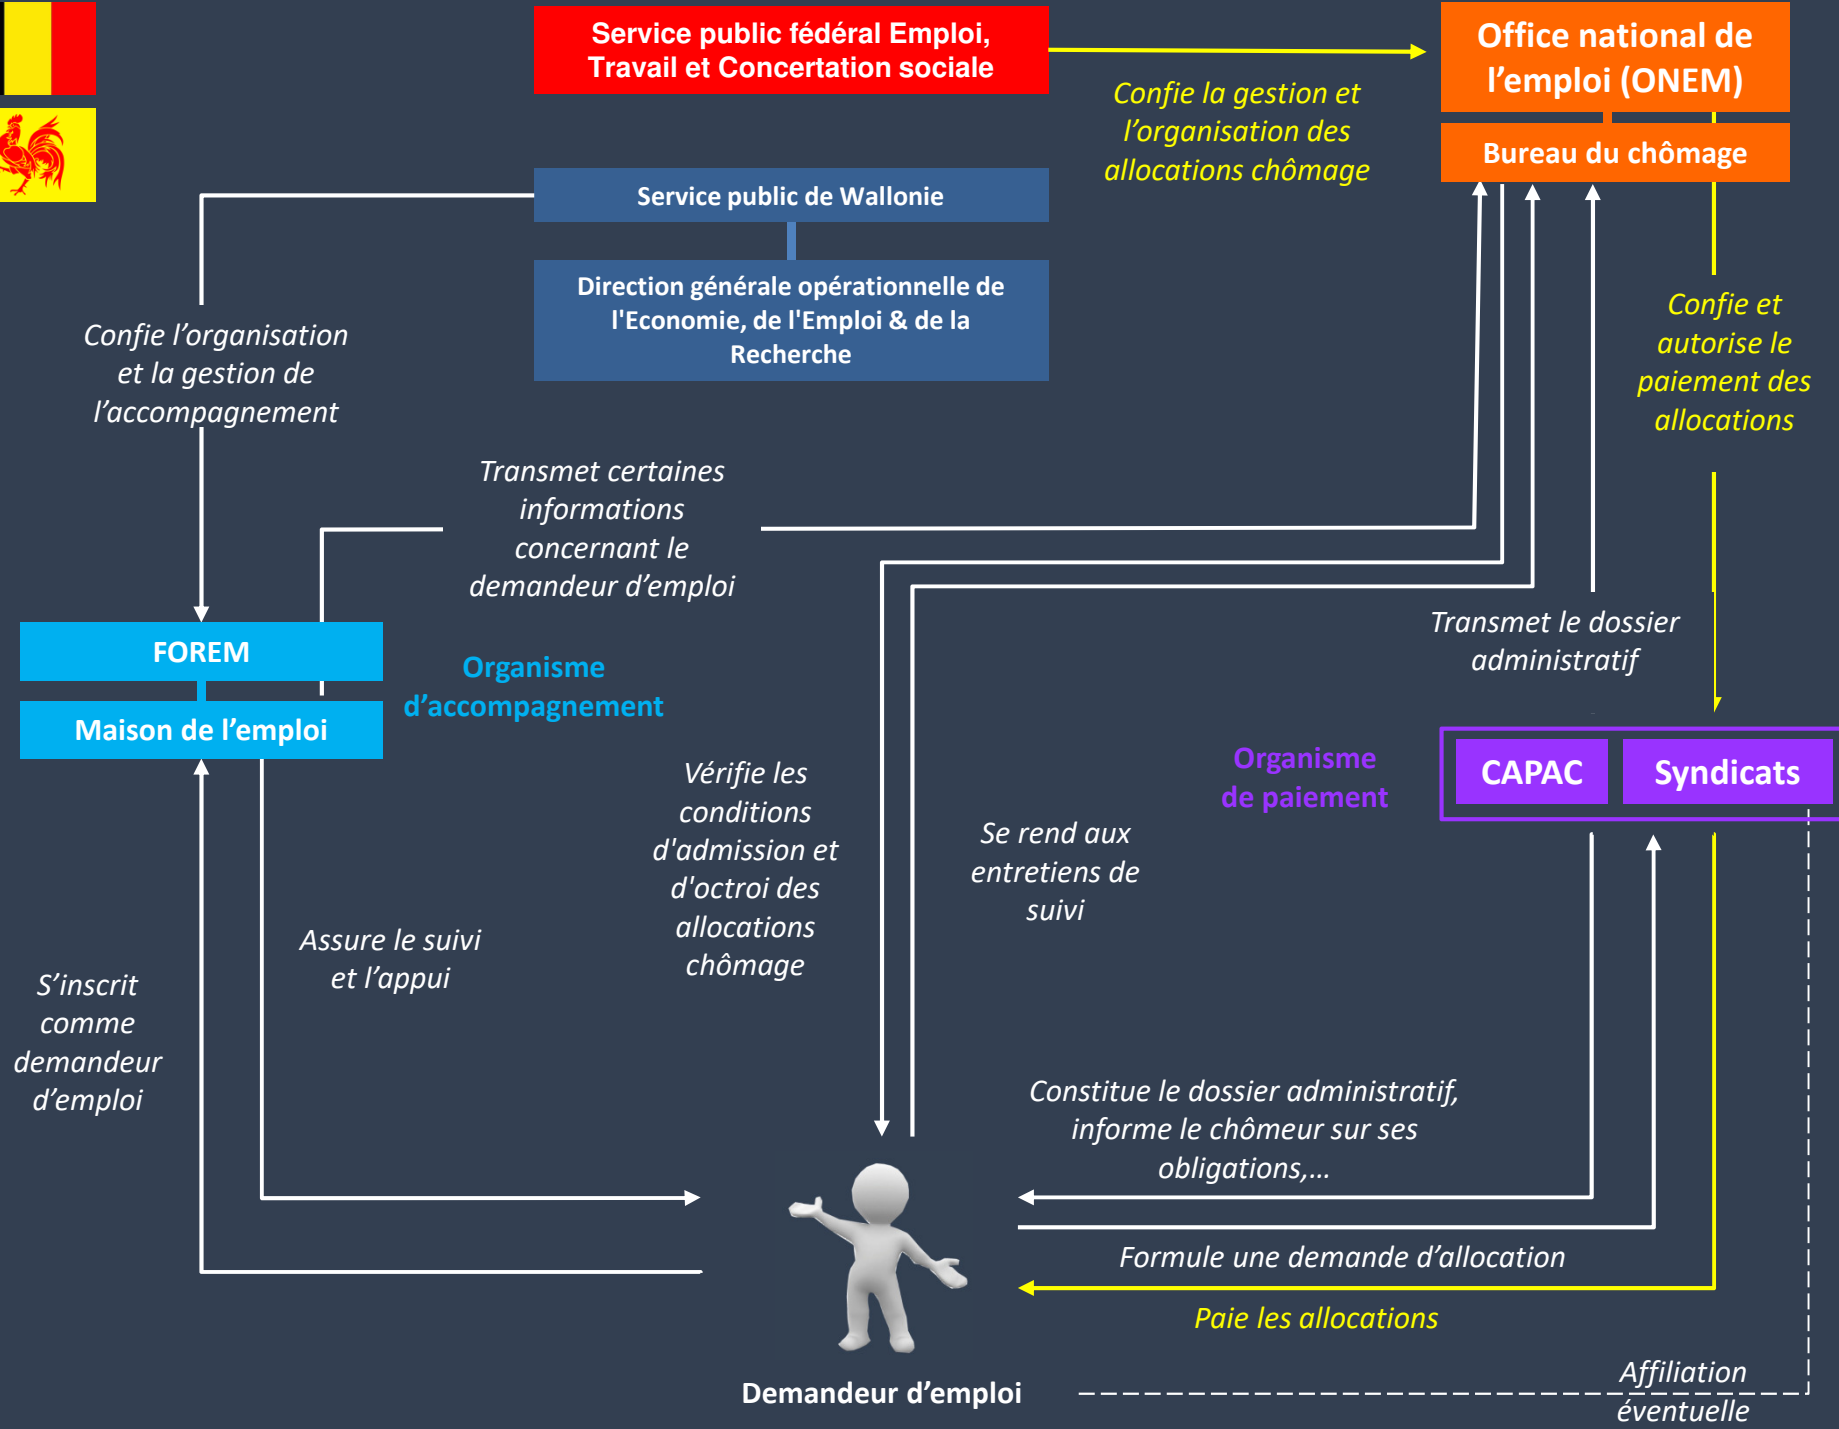 Service public fédéral Emploi,
Travail et Concertation sociale
Office national de
l’emploi (ONEM)
Bureau du chômage
Confie la gestion et
l’organisation des
allocations chômage
Service public de Wallonie
Direction générale opérationnelle de
l'Economie, de l'Emploi & de la
Recherche
Confie l’organisation
et la gestion de
l’accompagnement
Confie et
autorise le
paiement des
allocations
Transmet certaines
informations
concernant le
demandeur d’emploi
FOREM
Maison de l’emploi
Organisme
d’accompagnement
Transmet le dossier
administratif
Organisme
de paiement
CAPAC
Syndicats
Vérifie les
conditions
d'admission et
d'octroi des
allocations
chômage
Se rend aux
entretiens de
suivi
Assure le suivi
et l’appui
S’inscrit
comme
demandeur
d’emploi
Constitue le dossier administratif,
informe le chômeur sur ses
obligations,...
Formule une demande d’allocation
Paie les allocations
Demandeur d’emploi
Affiliation
éventuelle